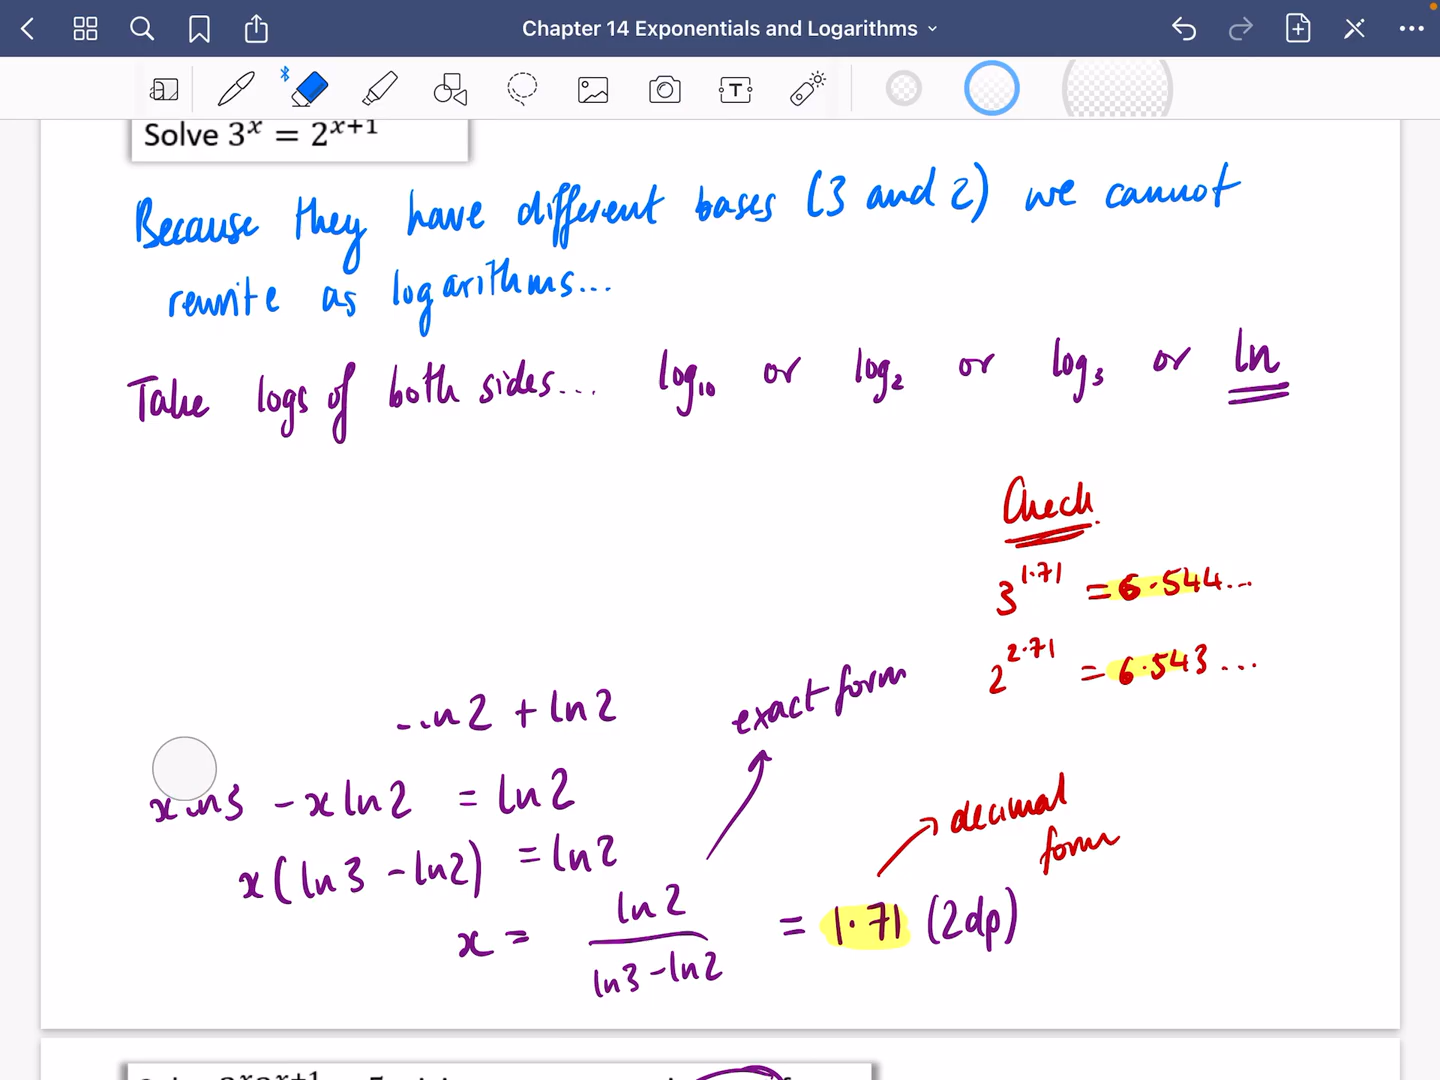 Chapter 14 Exponentials and Logarithms
Solve 3^x = 2^{x+1}
Because they have different bases (3 and 2) we cannot
rewrite as logarithms...
Take logs of both sides... log₁₀ or log₂ or log₃ or ln
Check
3^{1.71} = 6.544...
2^{2.71} = 6.543...
n2 + ln2
exact form
x ln3 - x ln2 = ln2
decimal
form
x(ln3 - ln2) = ln2
x = ln2 / (ln3 - ln2) = 1.71 (2dp)